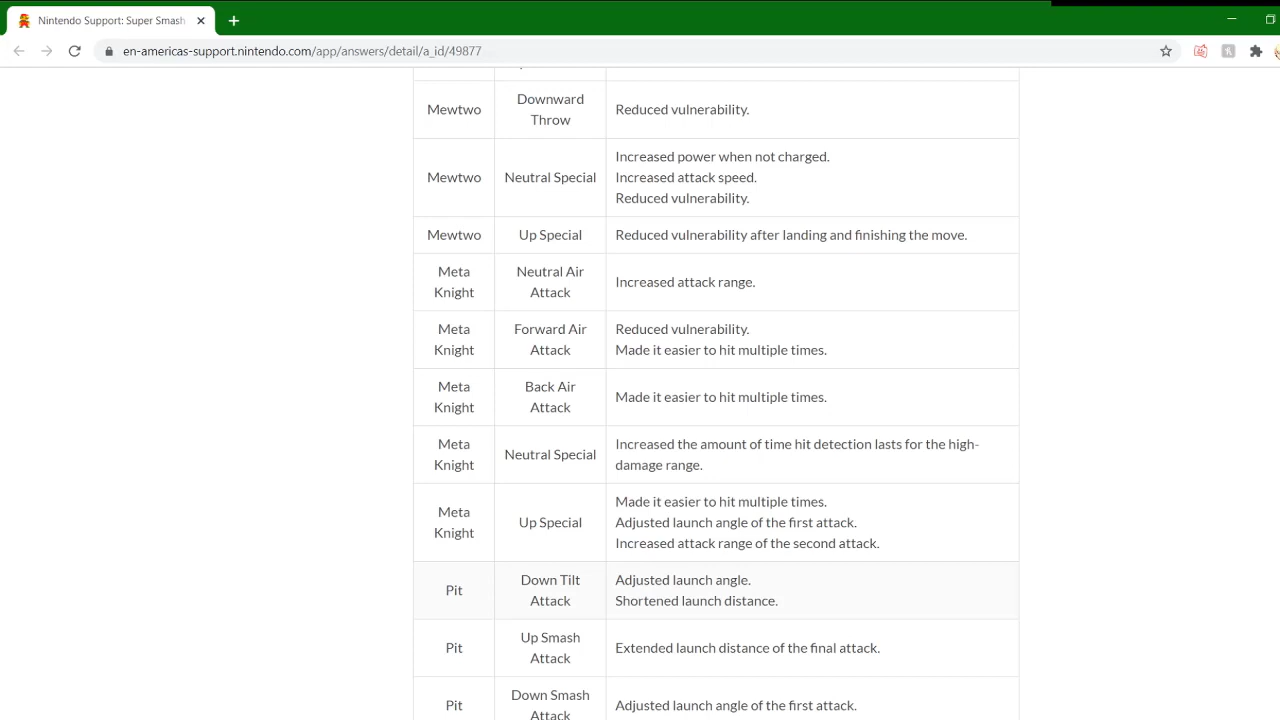 Nintendo Support: Super Smash
en-americas-support.nintendo.com/app/answers/detail/a_id/49877
Mewtwo
Downward
Throw
Reduced vulnerability.
Mewtwo
Neutral Special
Increased power when not charged.
Increased attack speed.
Reduced vulnerability.
Mewtwo
Up Special
Reduced vulnerability after landing and finishing the move.
Meta
Knight
Neutral Air
Attack
Increased attack range.
Meta
Knight
Forward Air
Attack
Reduced vulnerability.
Made it easier to hit multiple times.
Meta
Knight
Back Air
Attack
Made it easier to hit multiple times.
Meta
Knight
Neutral Special
Increased the amount of time hit detection lasts for the high-
damage range.
Meta
Knight
Up Special
Made it easier to hit multiple times.
Adjusted launch angle of the first attack.
Increased attack range of the second attack.
Pit
Down Tilt
Attack
Adjusted launch angle.
Shortened launch distance.
Pit
Up Smash
Attack
Extended launch distance of the final attack.
Pit
Down Smash
Attack
Adjusted launch angle of the first attack.